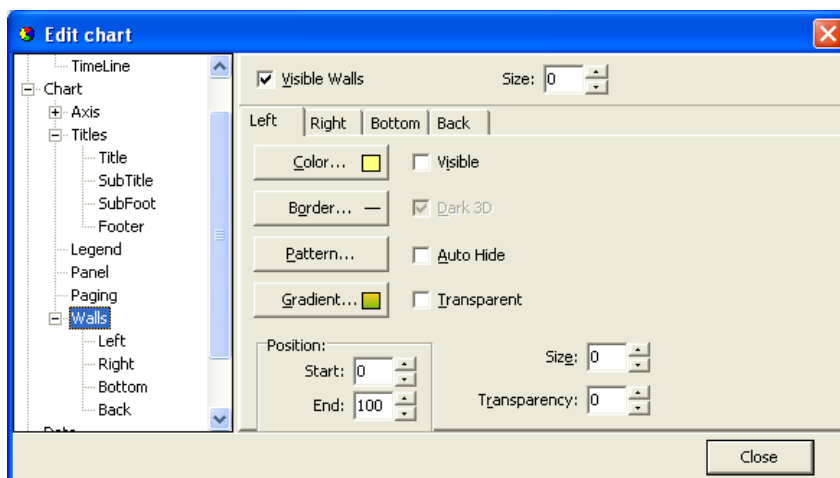 Edit chart
TimeLine
Chart
Axis
Titles
Title
SubTitle
SubFoot
Footer
Legend
Panel
Paging
Walls
Left
Right
Bottom
Back
Visible Walls Size: 0
Left Right Bottom Back
Color... Visible
Border... Dark 3D
Pattern... Auto Hide
Gradient... Transparent
Position:
Start: 0
End: 100
Size: 0
Transparency: 0
Close